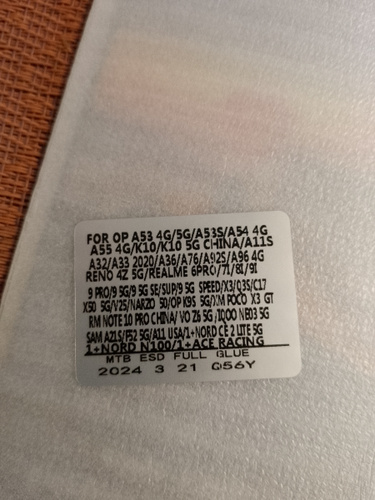 FOR OP A53 4G/5G/A53S/A54 4G
A55 4G/K10/K10 5G CHINA/A11S
A32/A33 2020/A36/A76/A92S/A96 4G
RENO 4Z 5G/REALME 6PRO/7I/8I/9I
9 PRO/9 5G/9 5G SE/SUP/9 5G SPEED/X3/Q3S/C17
X50 5G/V25/NARZO 50/OP K9S 5G/XM POCO X3 GT
RM NOTE 10 PRO CHINA/ VO Z6 5G/IQOO NEO3 5G
SAM A21S/F52 5G/A11 USA/1+NORD CE 2 LITE 5G
1+NORD N100/1+ACE RACING
MTB ESD FULL GLUE
2024 3 21 Q56Y